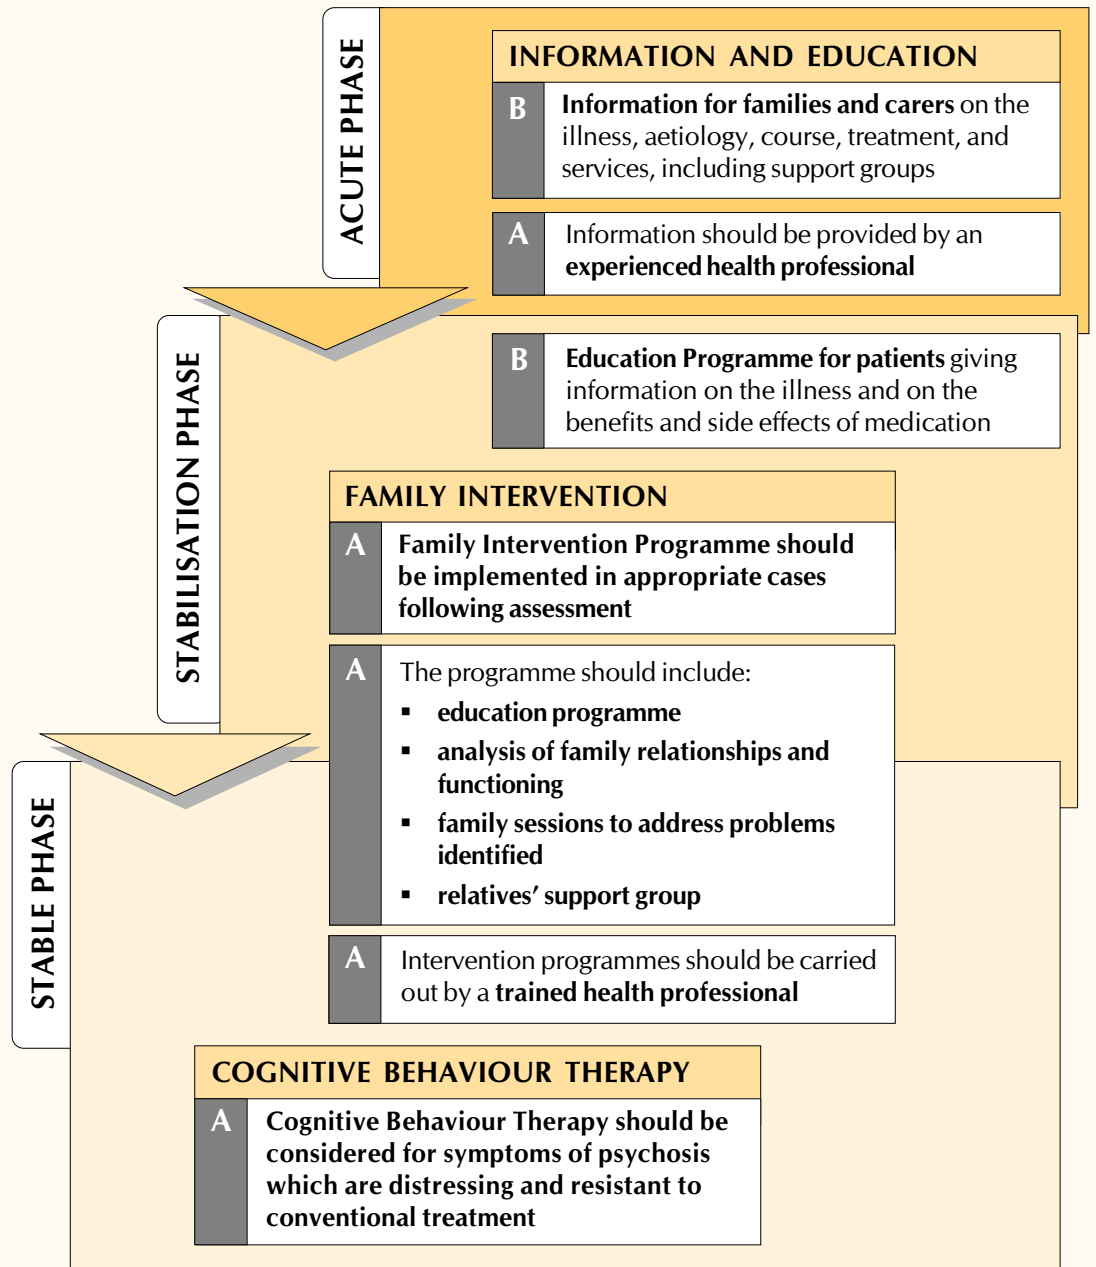 ACUTE PHASE
INFORMATION AND EDUCATION
B
Information for families and carers on the
illness, aetiology, course, treatment, and
services, including support groups
A
Information should be provided by an
experienced health professional
STABILISATION PHASE
B
Education Programme for patients giving
information on the illness and on the
benefits and side effects of medication
FAMILY INTERVENTION
A
Family Intervention Programme should
be implemented in appropriate cases
following assessment
A
The programme should include:
▪ education programme
▪ analysis of family relationships and
functioning
▪ family sessions to address problems
identified
▪ relatives’ support group
STABLE PHASE
A
Intervention programmes should be carried
out by a trained health professional
COGNITIVE BEHAVIOUR THERAPY
A
Cognitive Behaviour Therapy should be
considered for symptoms of psychosis
which are distressing and resistant to
conventional treatment